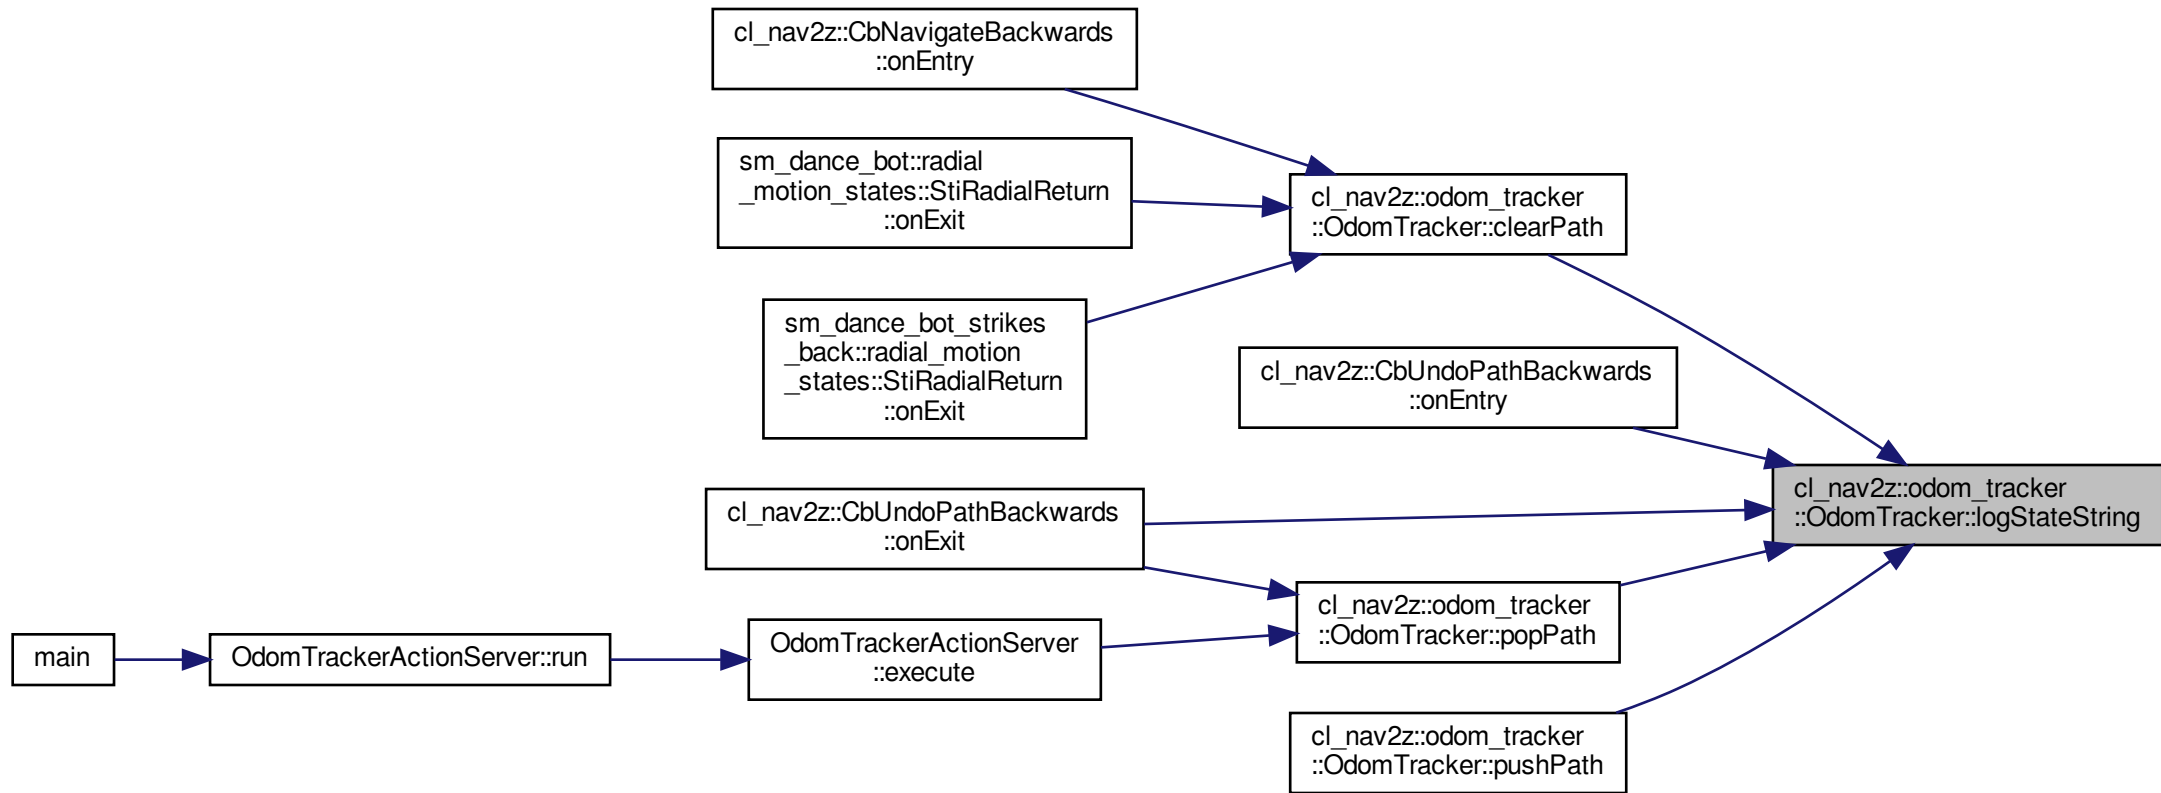 cl_nav2z::CbNavigateBackwards
::onEntry
sm_dance_bot::radial
_motion_states::StiRadialReturn
::onExit
cl_nav2z::odom_tracker
::OdomTracker::clearPath
sm_dance_bot_strikes
_back::radial_motion
_states::StiRadialReturn
::onExit
cl_nav2z::CbUndoPathBackwards
::onEntry
cl_nav2z::odom_tracker
::OdomTracker::logStateString
cl_nav2z::CbUndoPathBackwards
::onExit
cl_nav2z::odom_tracker
::OdomTracker::popPath
main
OdomTrackerActionServer::run
OdomTrackerActionServer
::execute
cl_nav2z::odom_tracker
::OdomTracker::pushPath